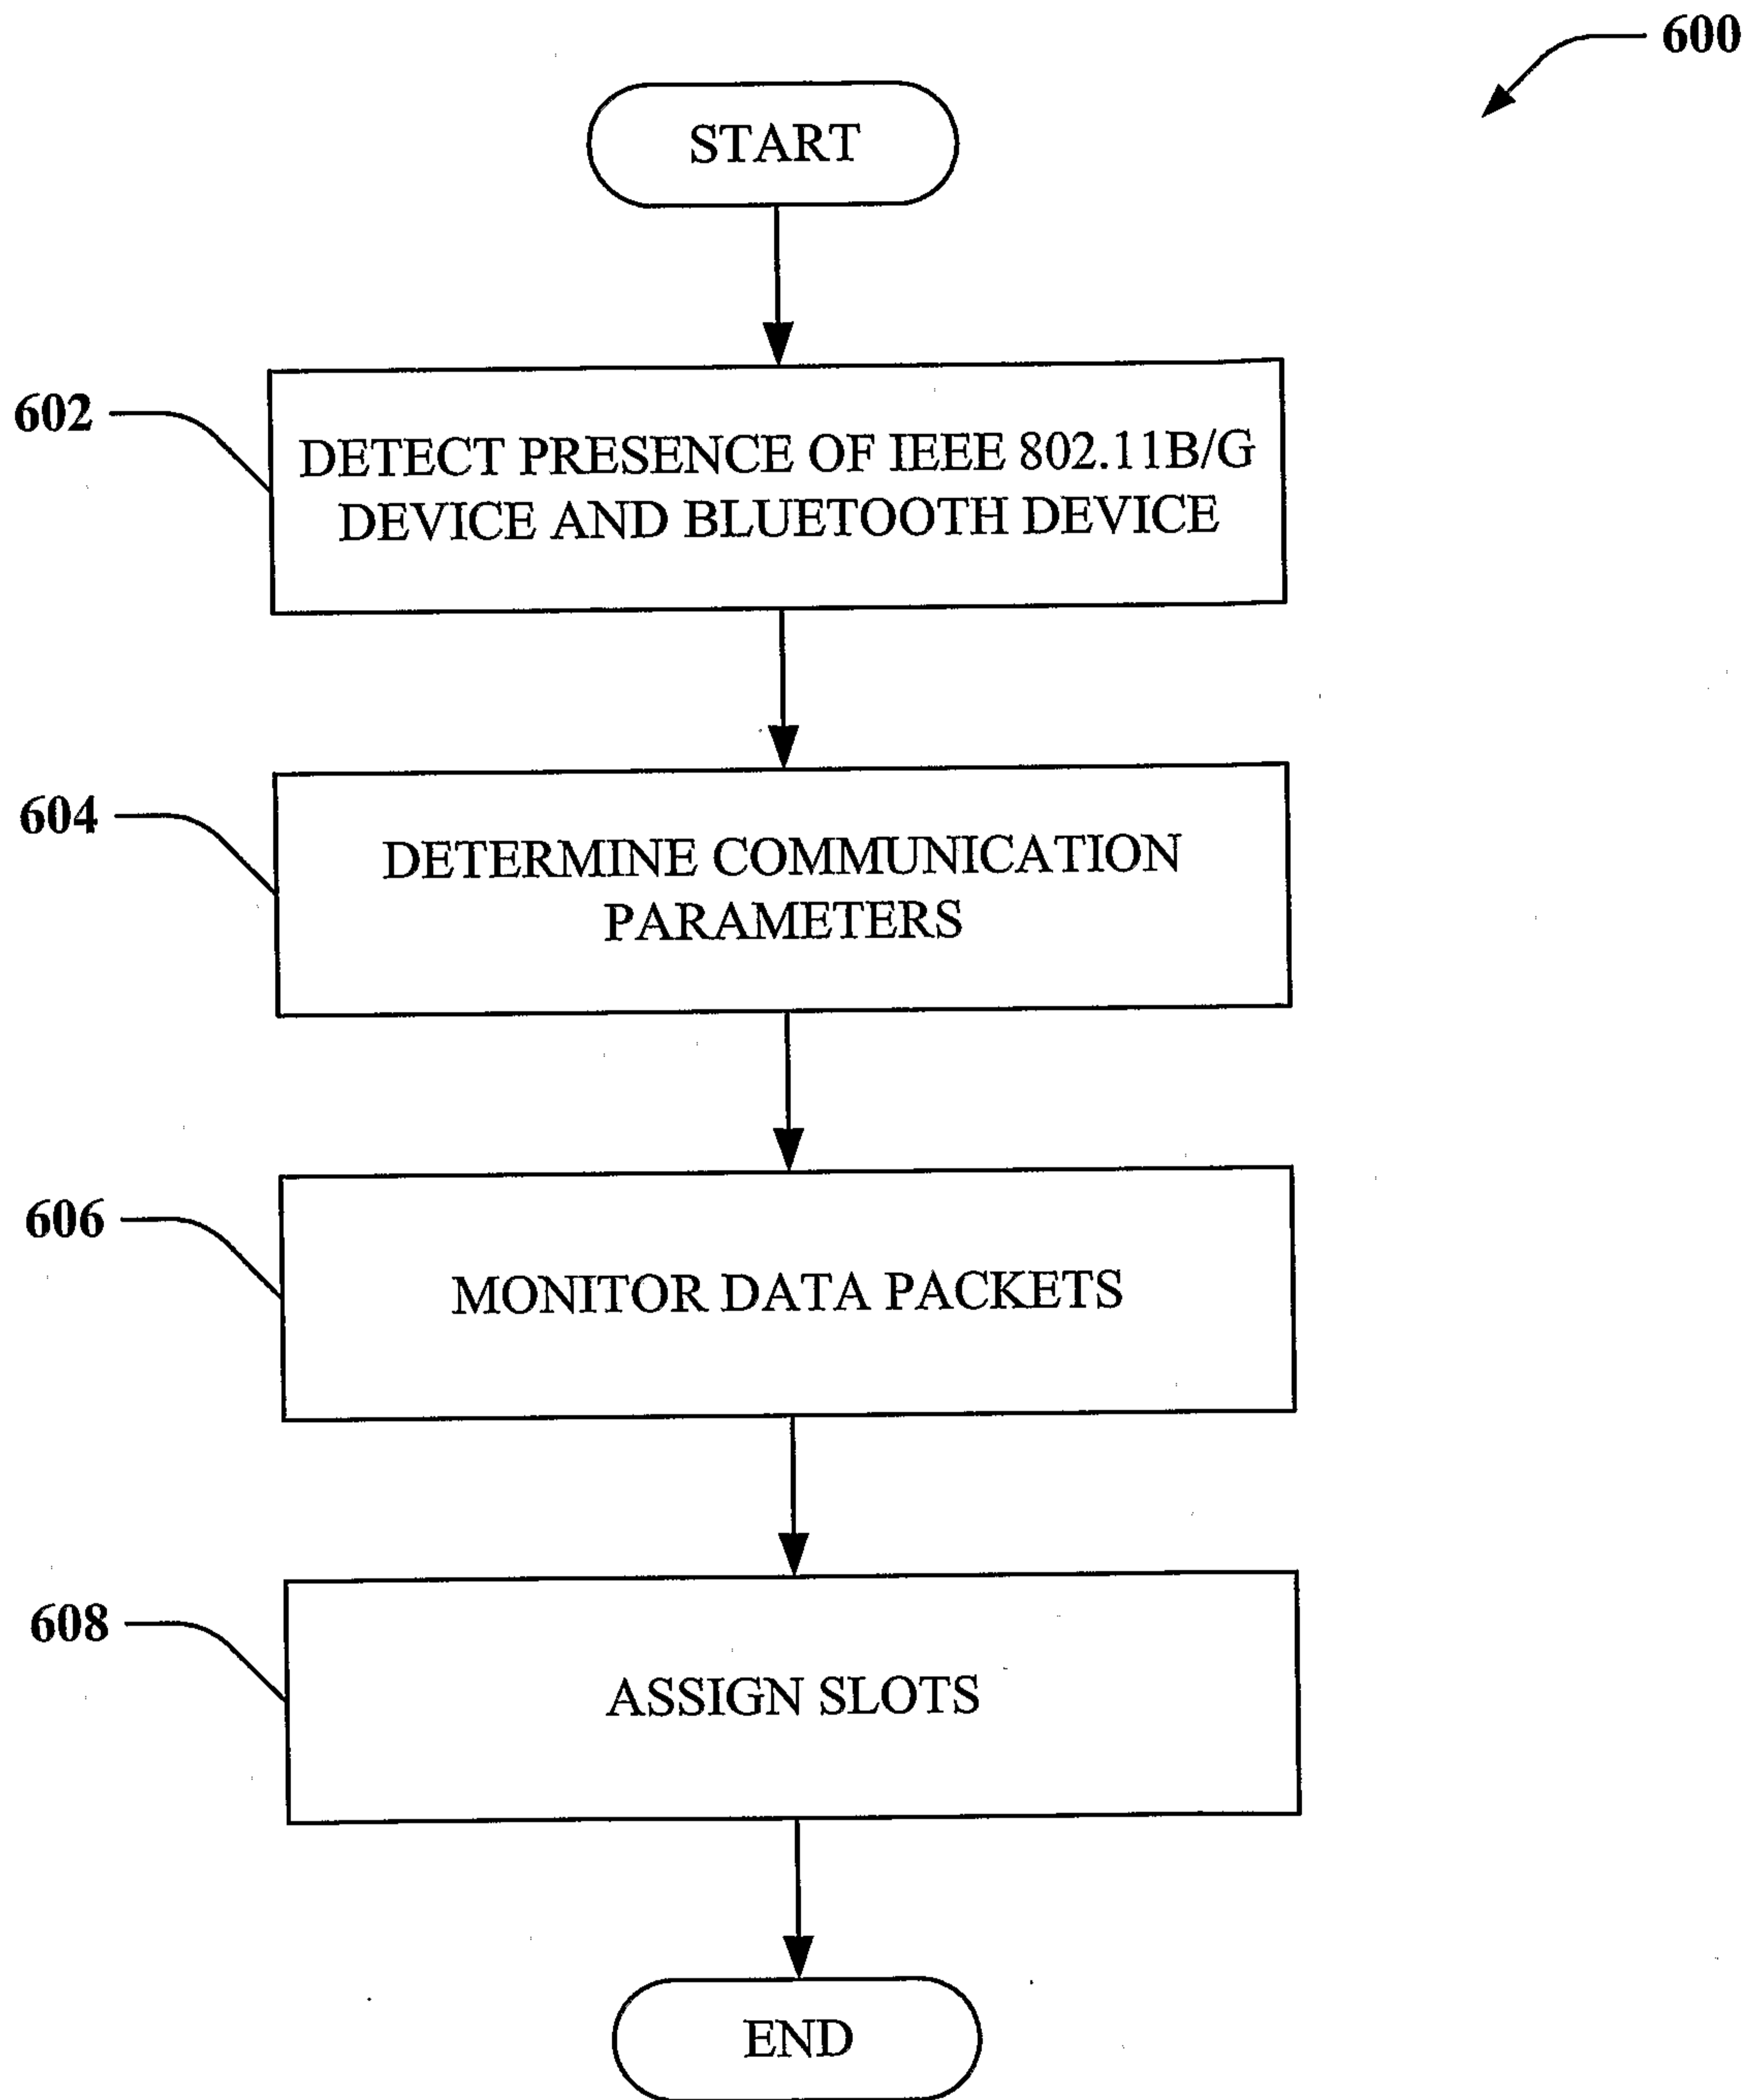 600
START
602
DETECT PRESENCE OF IEEE 802.11B/G
DEVICE AND BLUETOOTH DEVICE
604
DETERMINE COMMUNICATION
PARAMETERS
606
MONITOR DATA PACKETS
608
ASSIGN SLOTS
END